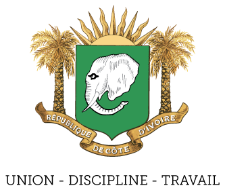 RÉPUBLIQUE DE CÔTE D'IVOIRE
UNION - DISCIPLINE - TRAVAIL